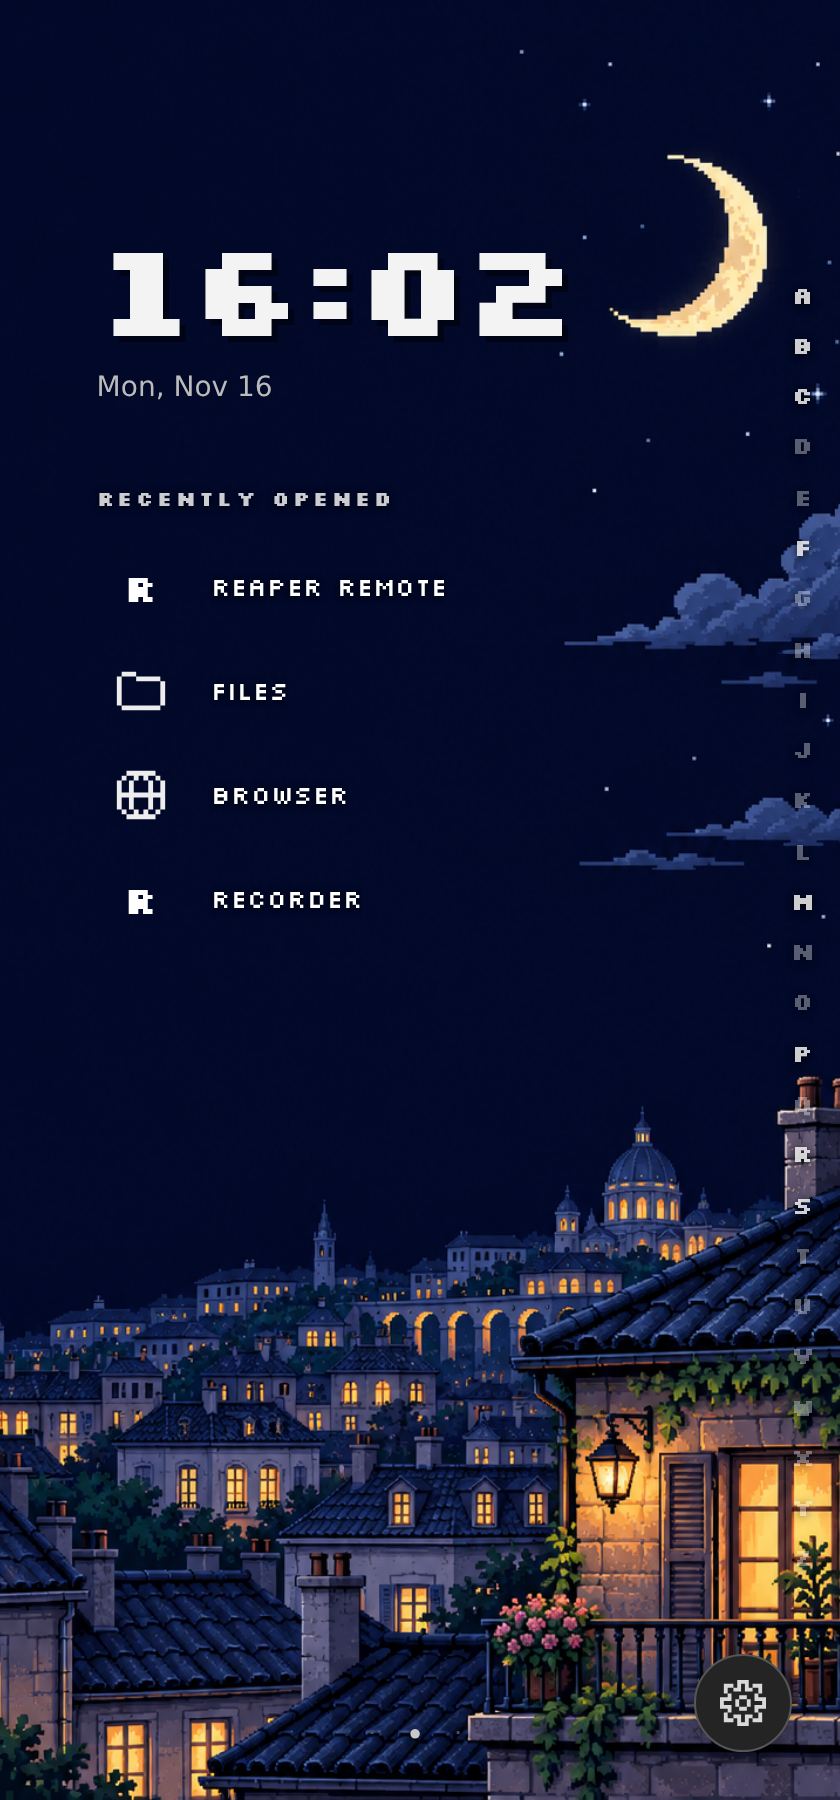 16:02
Mon, Nov 16
RECENTLY OPENED
R REAPER REMOTE
FILES
BROWSER
R RECORDER
A
B
C
D
E
F
G
H
I
J
K
L
M
N
O
P
Q
R
S
T
U
V
W
X
Y